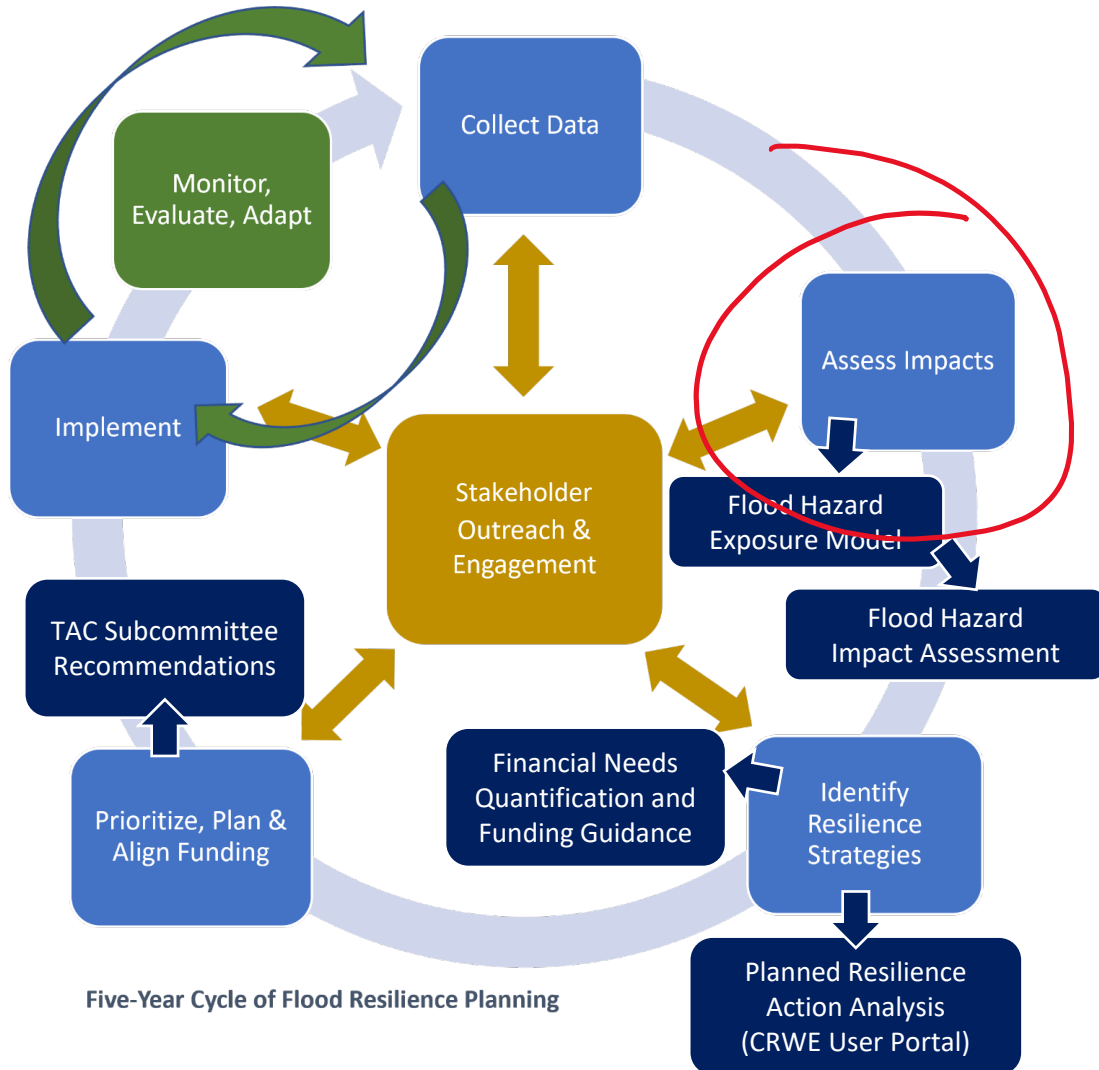 Collect Data
Monitor,
Evaluate, Adapt
Assess Impacts
Implement
Stakeholder
Outreach &
Engagement
Flood Hazard
Exposure Model
Flood Hazard
Impact Assessment
TAC Subcommittee
Recommendations
Financial Needs
Quantification and
Funding Guidance
Identify
Resilience
Strategies
Prioritize, Plan &
Align Funding
Planned Resilience
Action Analysis
(CRWE User Portal)
Five-Year Cycle of Flood Resilience Planning